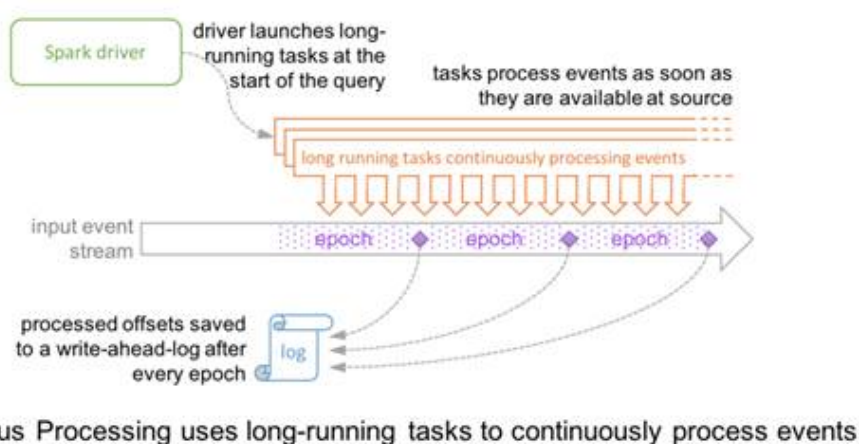 Spark driver
driver launches long-
running tasks at the
start of the query
tasks process events as soon as
they are available at source
long running tasks continuously processing events
input event
stream
epoch
epoch
epoch
processed offsets saved
to a write-ahead-log after
every epoch
log
us Processing uses long-running tasks to continuously process events